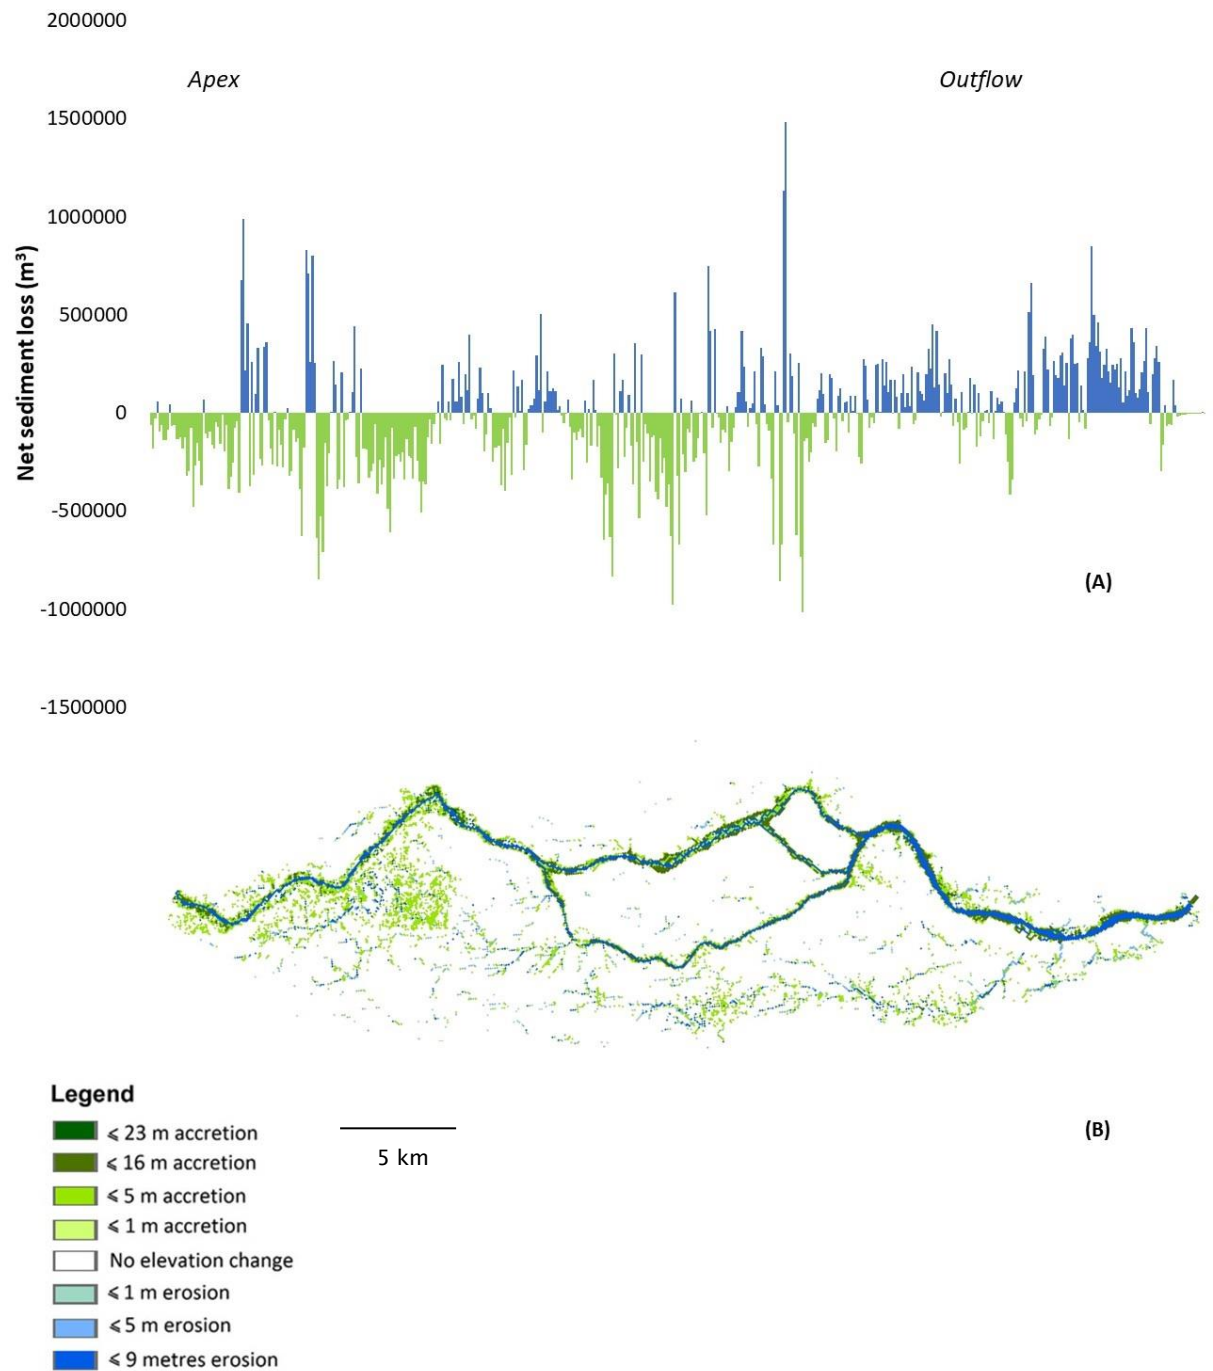 2000000
Apex
Outflow
1500000
1000000
Net sediment loss (m³)
500000
0
-500000
(A)
-1000000
-1500000
Legend
⩽ 23 m accretion
⩽ 16 m accretion
⩽ 5 m accretion
⩽ 1 m accretion
No elevation change
⩽ 1 m erosion
⩽ 5 m erosion
⩽ 9 metres erosion
5 km
(B)